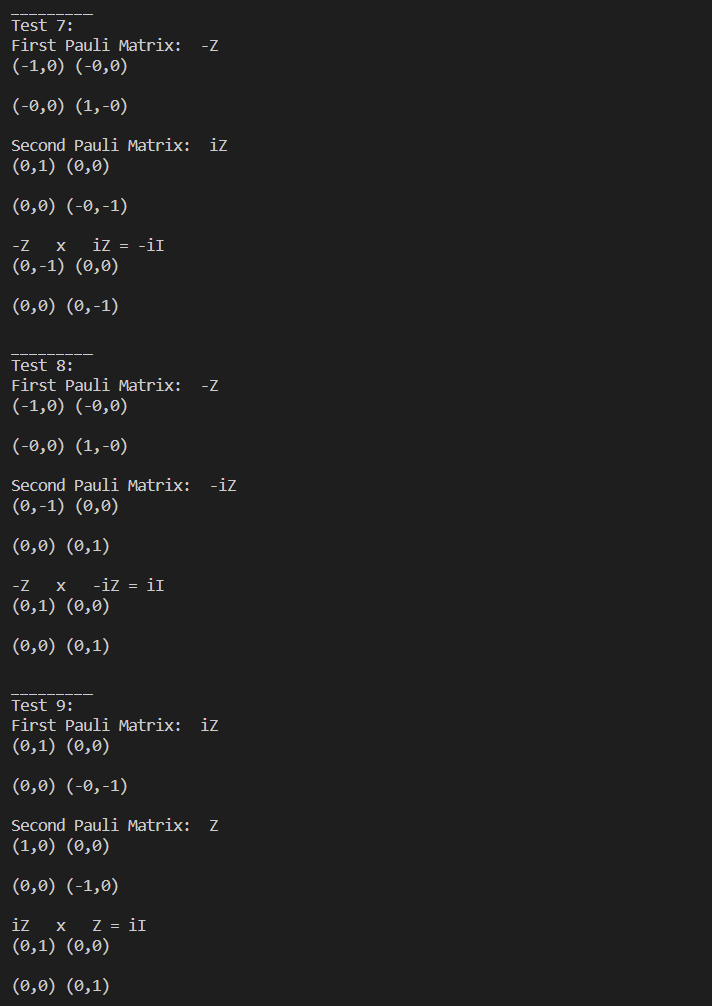 _________
Test 7:
First Pauli Matrix:  -Z
(-1,0) (-0,0)
(-0,0) (1,-0)
Second Pauli Matrix:  iZ
(0,1) (0,0)
(0,0) (-0,-1)
-Z   x   iZ = -iI
(0,-1) (0,0)
(0,0) (0,-1)
_________
Test 8:
First Pauli Matrix:  -Z
(-1,0) (-0,0)
(-0,0) (1,-0)
Second Pauli Matrix:  -iZ
(0,-1) (0,0)
(0,0) (0,1)
-Z   x   -iZ = iI
(0,1) (0,0)
(0,0) (0,1)
_________
Test 9:
First Pauli Matrix:  iZ
(0,1) (0,0)
(0,0) (-0,-1)
Second Pauli Matrix:  Z
(1,0) (0,0)
(0,0) (-1,0)
iZ   x   Z = iI
(0,1) (0,0)
(0,0) (0,1)